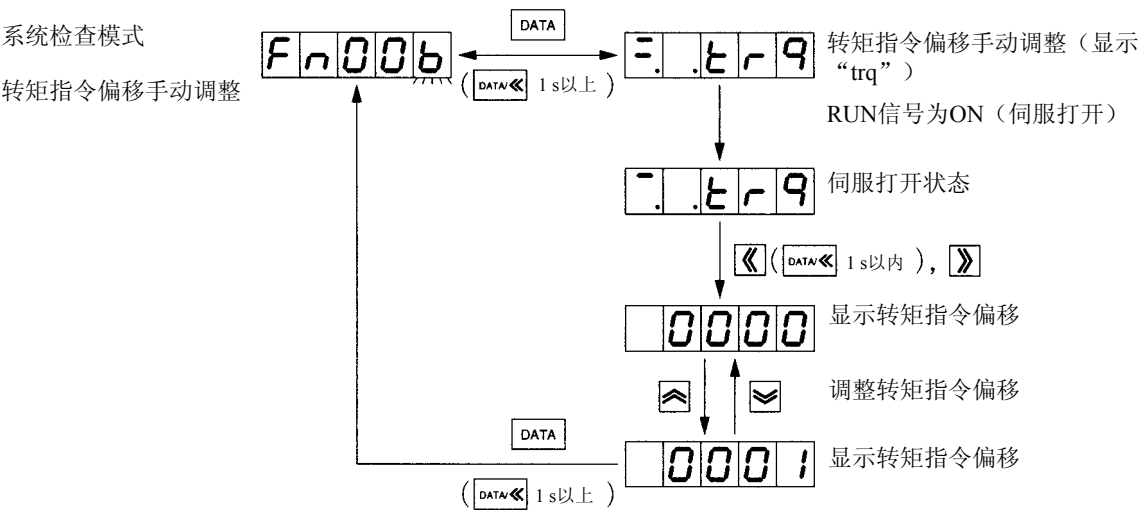 系统检查模式
转矩指令偏移手动调整
Fn00b
DATA
(DATA/≪ 1 s以上)
≡. .trq
转矩指令偏移手动调整（显示
“trq”）
RUN信号为ON（伺服打开）
‾. .trq
伺服打开状态
≪(DATA/≪ 1 s以内), ≫
0000
显示转矩指令偏移
调整转矩指令偏移
DATA
(DATA/≪ 1 s以上)
0001
显示转矩指令偏移